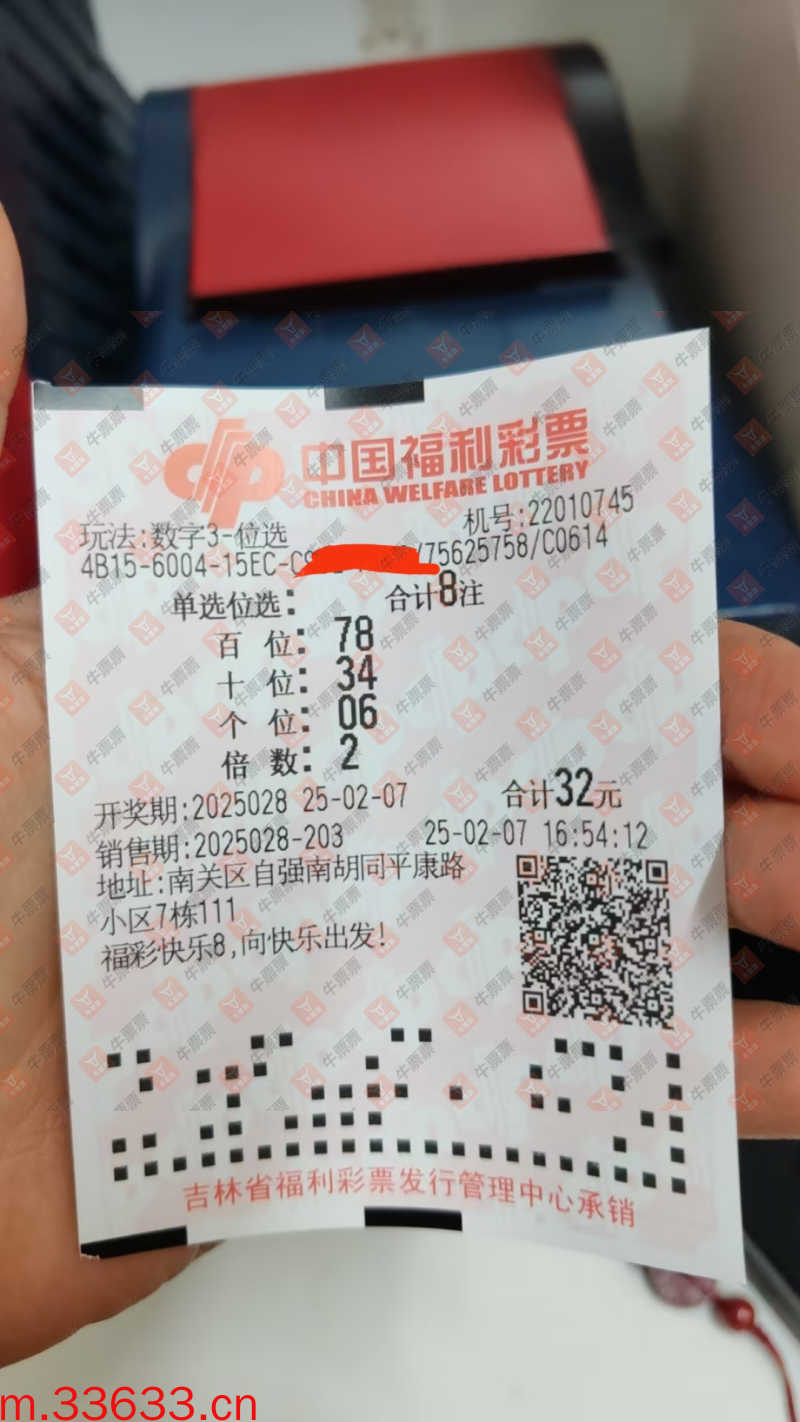 中国福利彩票
CHINA WELFARE LOTTERY
玩法:数字3-位选 机号:22010745
4B15-6004-15EC-C9 /75625758/C0614
单选位选: 合计8注
百 位: 78
十 位: 34
个 位: 06
倍 数: 2
开奖期:2025028 25-02-07 合计32元
销售期:2025028-203 25-02-07 16:54:12
地址:南关区自强南胡同平康路
小区7栋111
福彩快乐8,向快乐出发!
吉林省福利彩票发行管理中心承销
牛票票
m.33633.cn